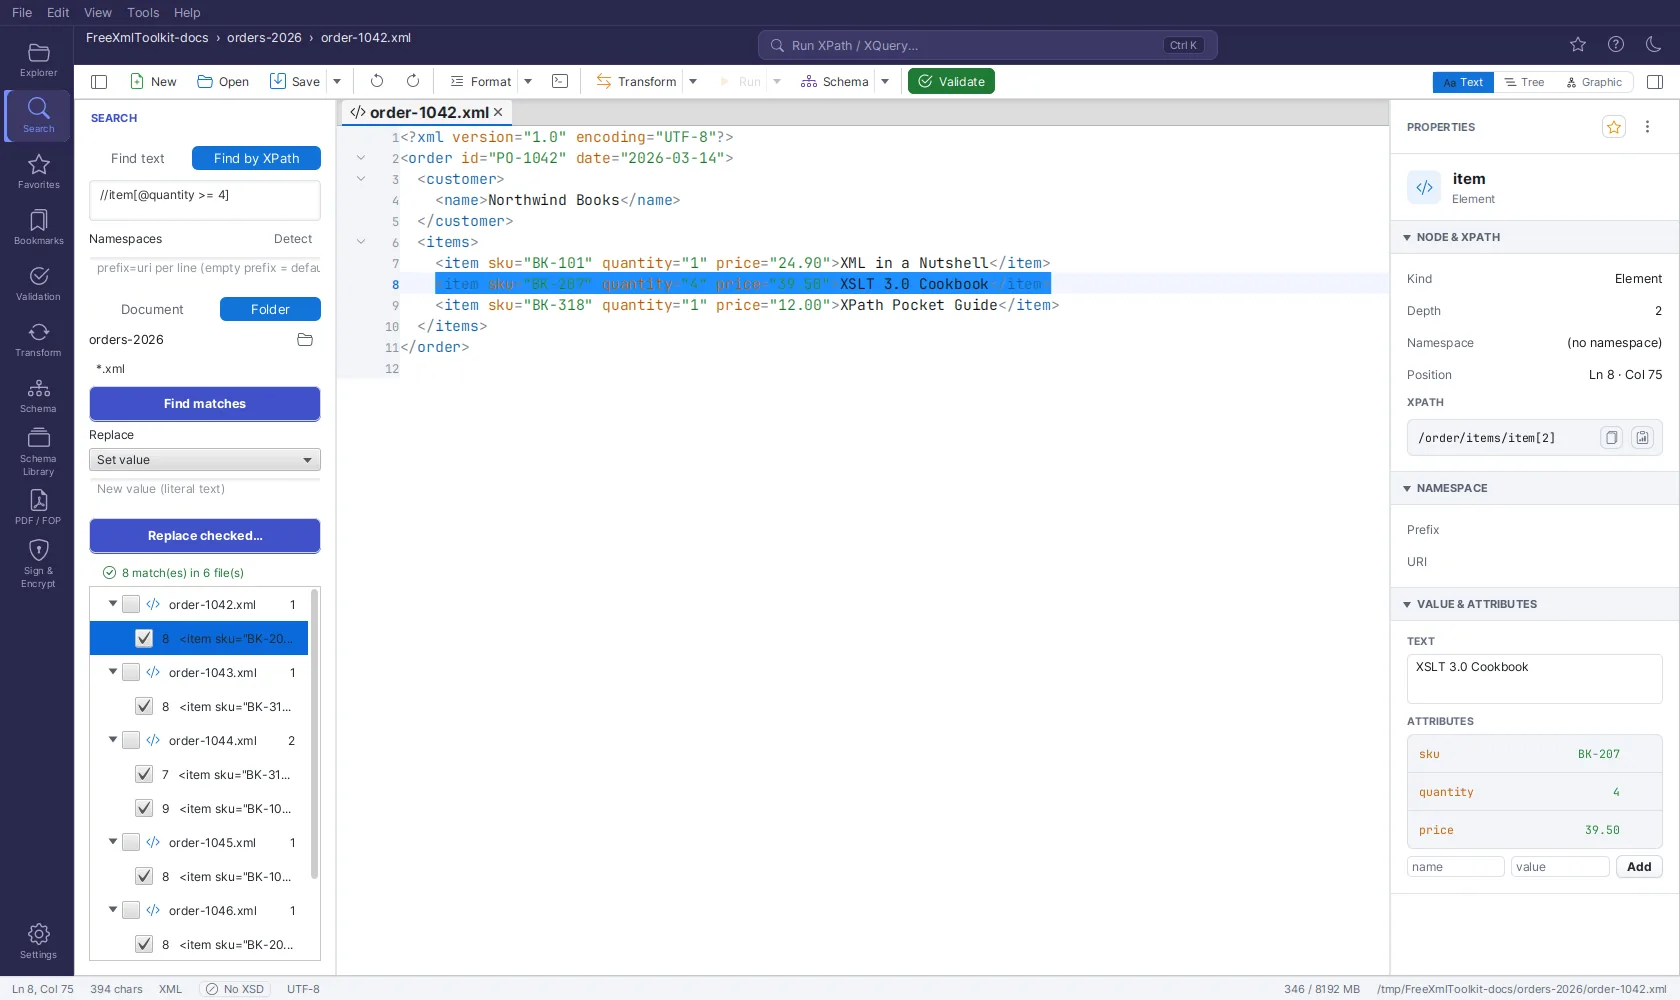 File Edit View Tools Help
FreeXmlToolkit-docs › orders-2026 › order-1042.xml
Run XPath / XQuery... Ctrl K
New Open Save Format Transform Run Schema Validate Aa Text Tree Graphic
Explorer
Search
Favorites
Bookmarks
Validation
Transform
Schema
Schema
Library
PDF / FOP
Sign &
Encrypt
Settings
SEARCH
Find text Find by XPath
//item[@quantity >= 4]
Namespaces Detect
prefix=uri per line (empty prefix = defau
Document Folder
orders-2026
*.xml
Find matches
Replace
Set value
New value (literal text)
Replace checked...
8 match(es) in 6 file(s)
order-1042.xml 1
8 <item sku="BK-20...
order-1043.xml 1
8 <item sku="BK-31...
order-1044.xml 2
7 <item sku="BK-31...
9 <item sku="BK-10...
order-1045.xml 1
8 <item sku="BK-10...
order-1046.xml 1
8 <item sku="BK-20...
</> order-1042.xml ×
1 <?xml version="1.0" encoding="UTF-8"?>
2 <order id="PO-1042" date="2026-03-14">
3 <customer>
4 <name>Northwind Books</name>
5 </customer>
6 <items>
7 <item sku="BK-101" quantity="1" price="24.90">XML in a Nutshell</item>
8 <item sku="BK-207" quantity="4" price="39.50">XSLT 3.0 Cookbook</item>
9 <item sku="BK-318" quantity="1" price="12.00">XPath Pocket Guide</item>
10 </items>
11 </order>
12
PROPERTIES
item
Element
NODE & XPATH
Kind Element
Depth 2
Namespace (no namespace)
Position Ln 8 · Col 75
XPATH
/order/items/item[2]
NAMESPACE
Prefix
URI
VALUE & ATTRIBUTES
TEXT
XSLT 3.0 Cookbook
ATTRIBUTES
sku BK-207
quantity 4
price 39.50
name value Add
Ln 8, Col 75 394 chars XML No XSD UTF-8 346 / 8192 MB /tmp/FreeXmlToolkit-docs/orders-2026/order-1042.xml